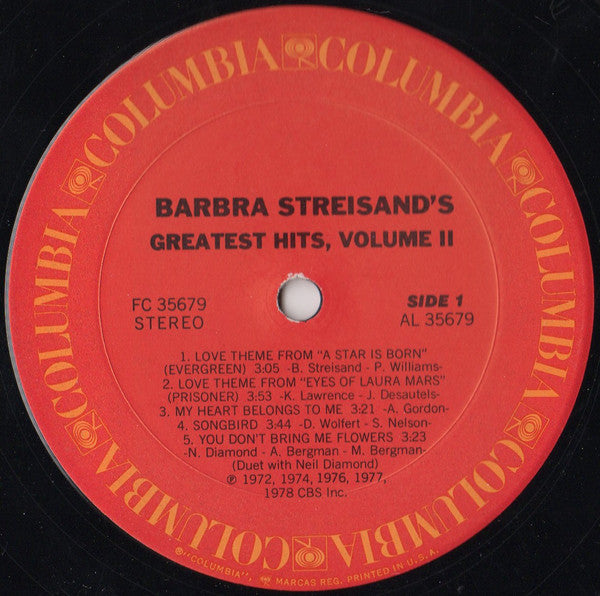 COLUMBIA COLUMBIA COLUMBIA COLUMBIA COLUMBIA COLUMBIA
BARBRA STREISAND'S
GREATEST HITS, VOLUME II
FC 35679
STEREO
SIDE 1
AL 35679
1. LOVE THEME FROM "A STAR IS BORN"
(EVERGREEN) 3:05 -B. Streisand - P. Williams-
2. LOVE THEME FROM "EYES OF LAURA MARS"
(PRISONER) 3:53 -K. Lawrence - J. Desautels-
3. MY HEART BELONGS TO ME 3:21 -A. Gordon-
4. SONGBIRD 3:44 -D. Wolfert - S. Nelson-
5. YOU DON'T BRING ME FLOWERS 3:23
-N. Diamond - A. Bergman - M. Bergman-
(Duet with Neil Diamond)
℗ 1972, 1974, 1976, 1977,
1978 CBS Inc.
®"COLUMBIA", MARCAS REG. PRINTED IN U.S.A.